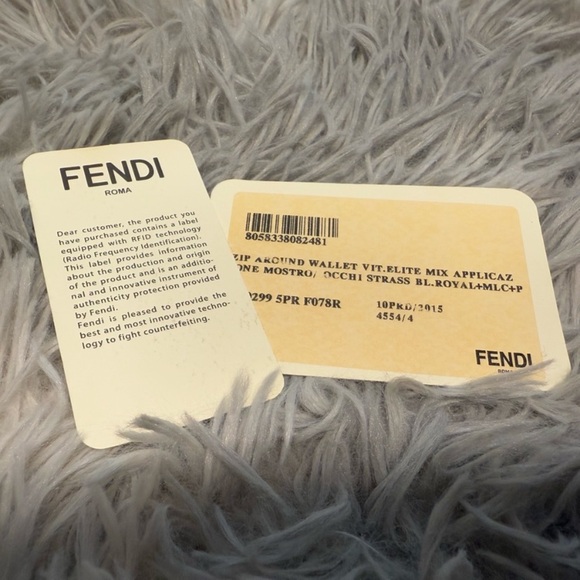 FENDI
ROMA
Dear customer, the product you
have purchased contains a label
equipped with RFID technology
(Radio Frequency Identification).
This label provides information
about the production and origin
of the product and is an additio-
nal and innovative instrument of
authenticity protection provided
by Fendi.
Fendi is pleased to provide the
best and most innovative techno-
logy to fight counterfeiting.
8058338082481
ZIP AROUND WALLET VIT.ELITE MIX APPLICAZ
ONE MOSTRO/ OCCHI STRASS BL.ROYAL+MLC+P
0299 5PR F078R 10PRD/2015
4554/4
FENDI
ROMA